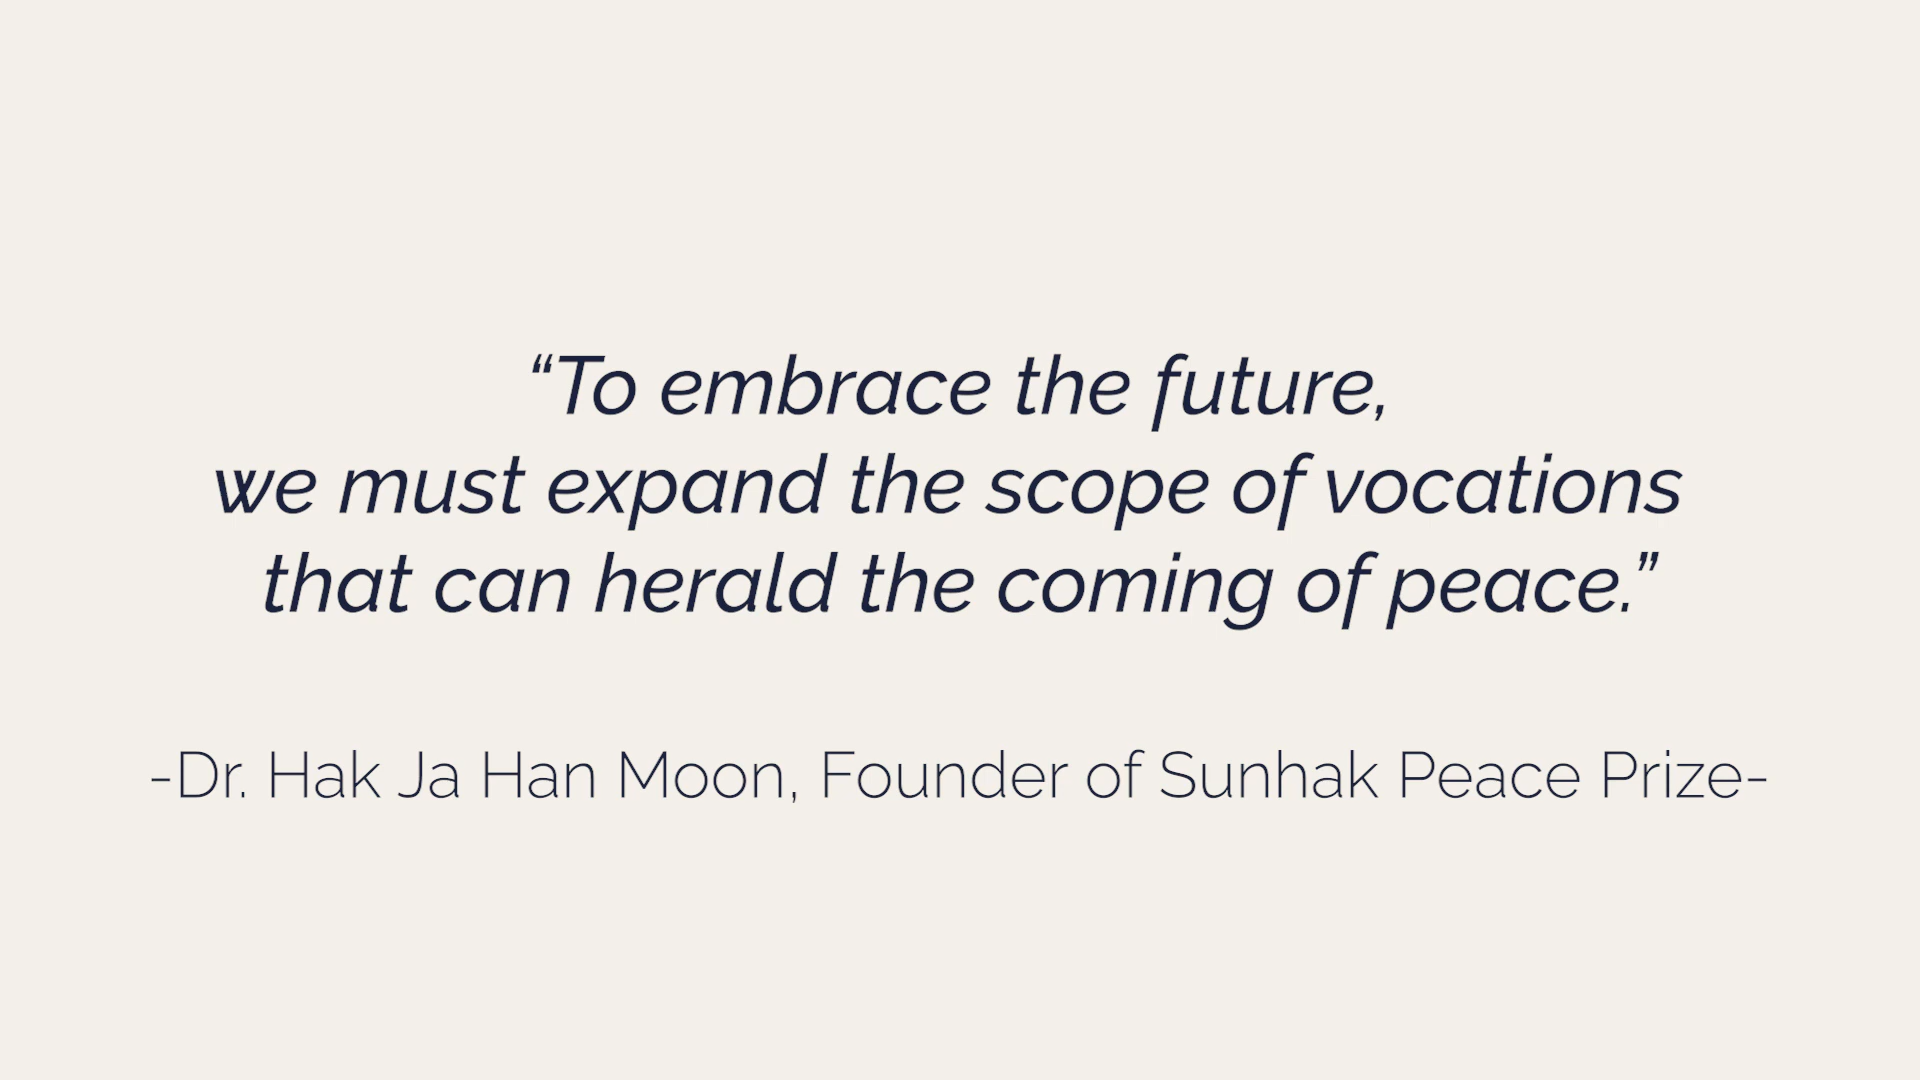 “To embrace the future,
we must expand the scope of vocations
that can herald the coming of peace.”
-Dr. Hak Ja Han Moon, Founder of Sunhak Peace Prize-